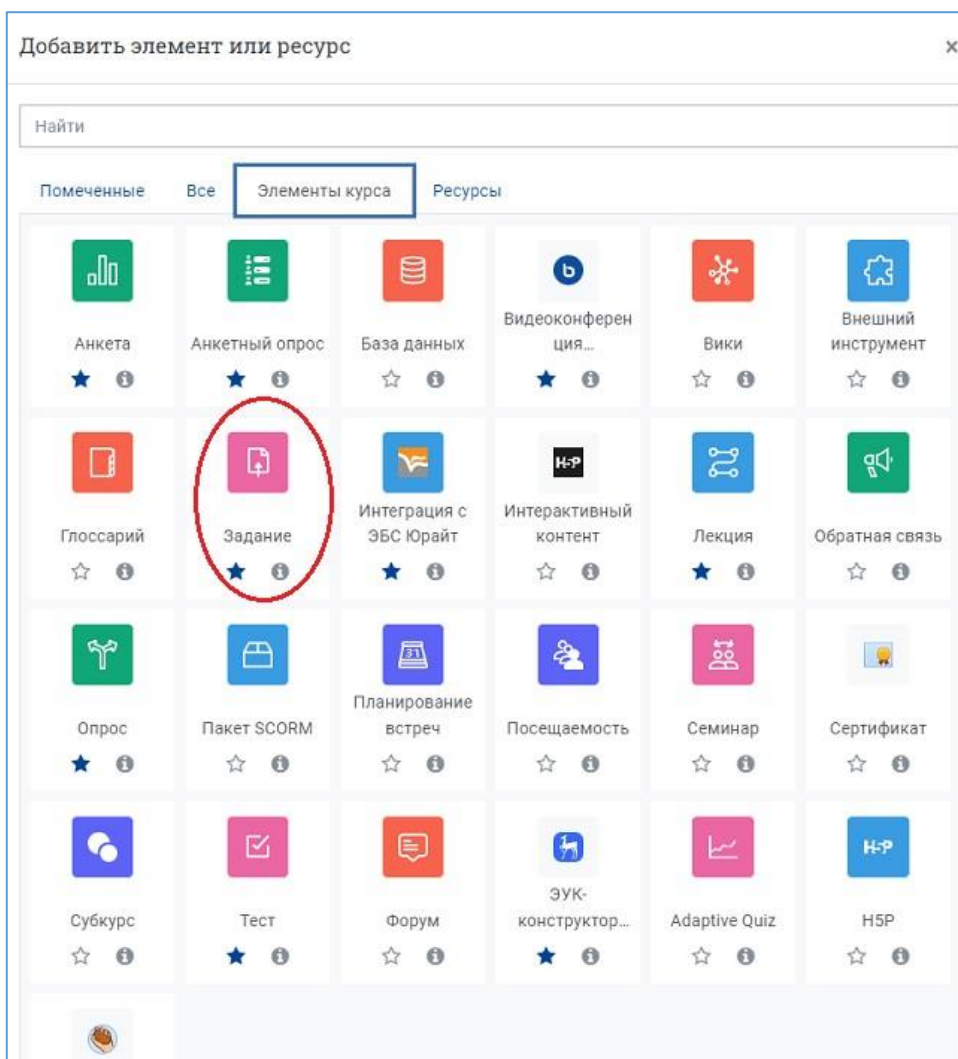 Добавить элемент или ресурс ×
Найти
Помеченные Все Элементы курса Ресурсы
b
Видеоконферен Внешний
Анкета Анкетный опрос База данных ция... Вики инструмент
H-P
Интеграция с Интерактивный
Глоссарий Задание ЭБС Юрайт контент Лекция Обратная связь
31
Планирование
Опрос Пакет SCORM встреч Посещаемость Семинар Сертификат
H-P
ЭУК-
Субкурс Тест Форум конструктор... Adaptive Quiz H5P